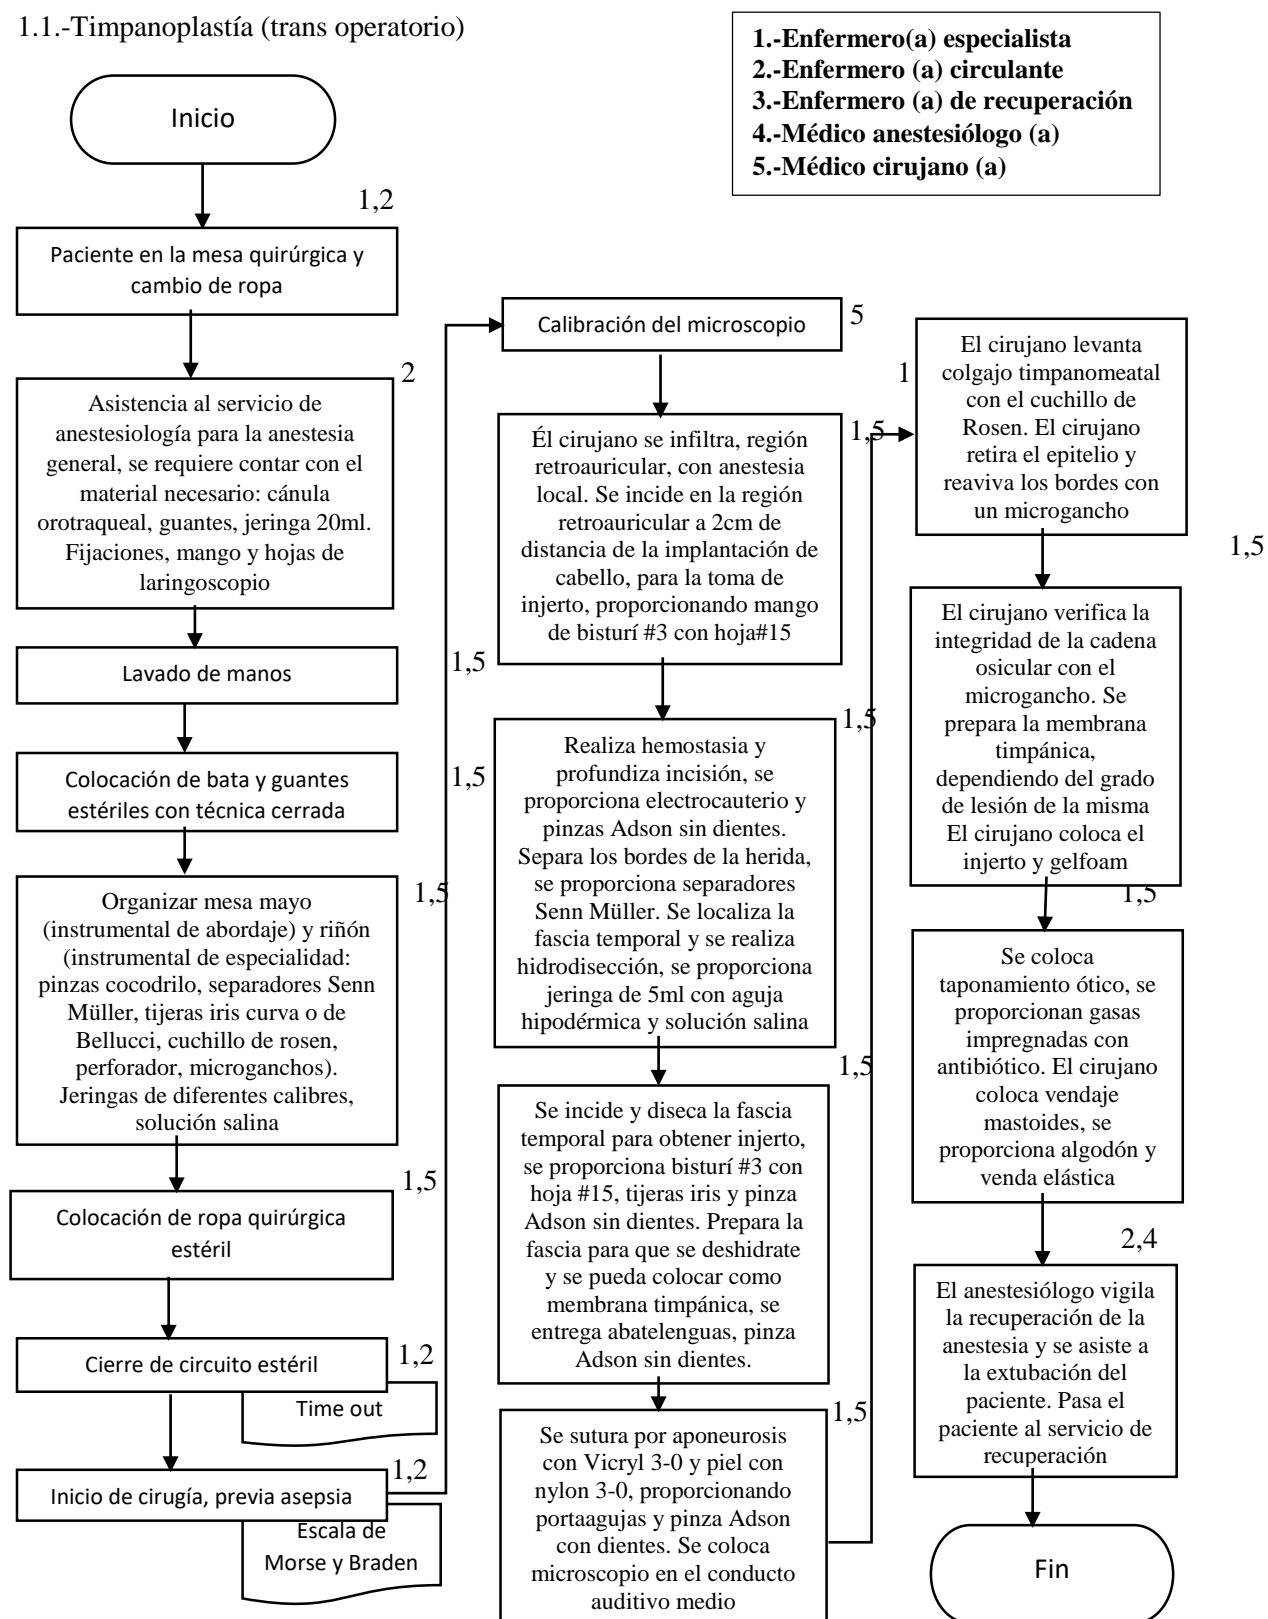 1.1.-Timpanoplastía (trans operatorio)
1.-Enfermero(a) especialista
2.-Enfermero (a) circulante
3.-Enfermero (a) de recuperación
4.-Médico anestesiólogo (a)
5.-Médico cirujano (a)
Inicio
1,2
Paciente en la mesa quirúrgica y
cambio de ropa
2
Asistencia al servicio de
anestesiología para la anestesia
general, se requiere contar con el
material necesario: cánula
orotraqueal, guantes, jeringa 20ml.
Fijaciones, mango y hojas de
laringoscopio
1,5
Lavado de manos
1,5
Colocación de bata y guantes
estériles con técnica cerrada
1,5
Organizar mesa mayo
(instrumental de abordaje) y riñón
(instrumental de especialidad:
pinzas cocodrilo, separadores Senn
Müller, tijeras iris curva o de
Bellucci, cuchillo de rosen,
perforador, microganchos).
Jeringas de diferentes calibres,
solución salina
1,5
Colocación de ropa quirúrgica
estéril
1,2
Cierre de circuito estéril
Time out
1,2
Inicio de cirugía, previa asepsia
Escala de
Morse y Braden
5
Calibración del microscopio
1,5
Él cirujano se infiltra, región
retroauricular, con anestesia
local. Se incide en la región
retroauricular a 2cm de
distancia de la implantación de
cabello, para la toma de
injerto, proporcionando mango
de bisturí #3 con hoja#15
1,5
Realiza hemostasia y
profundiza incisión, se
proporciona electrocauterio y
pinzas Adson sin dientes.
Separa los bordes de la herida,
se proporciona separadores
Senn Müller. Se localiza la
fascia temporal y se realiza
hidrodisección, se proporciona
jeringa de 5ml con aguja
hipodérmica y solución salina
1,5
Se incide y diseca la fascia
temporal para obtener injerto,
se proporciona bisturí #3 con
hoja #15, tijeras iris y pinza
Adson sin dientes. Prepara la
fascia para que se deshidrate
y se pueda colocar como
membrana timpánica, se
entrega abatelenguas, pinza
Adson sin dientes.
1,5
Se sutura por aponeurosis
con Vicryl 3-0 y piel con
nylon 3-0, proporcionando
portaagujas y pinza Adson
con dientes. Se coloca
microscopio en el conducto
auditivo medio
1
El cirujano levanta
colgajo timpanomeatal
con el cuchillo de
Rosen. El cirujano
retira el epitelio y
reaviva los bordes con
un microgancho
1,5
El cirujano verifica la
integridad de la cadena
osicular con el
microgancho. Se
prepara la membrana
timpánica,
dependiendo del grado
de lesión de la misma
El cirujano coloca el
injerto y gelfoam
1,5
Se coloca
taponamiento ótico, se
proporcionan gasas
impregnadas con
antibiótico. El cirujano
coloca vendaje
mastoides, se
proporciona algodón y
venda elástica
2,4
El anestesiólogo vigila
la recuperación de la
anestesia y se asiste a
la extubación del
paciente. Pasa el
paciente al servicio de
recuperación
Fin